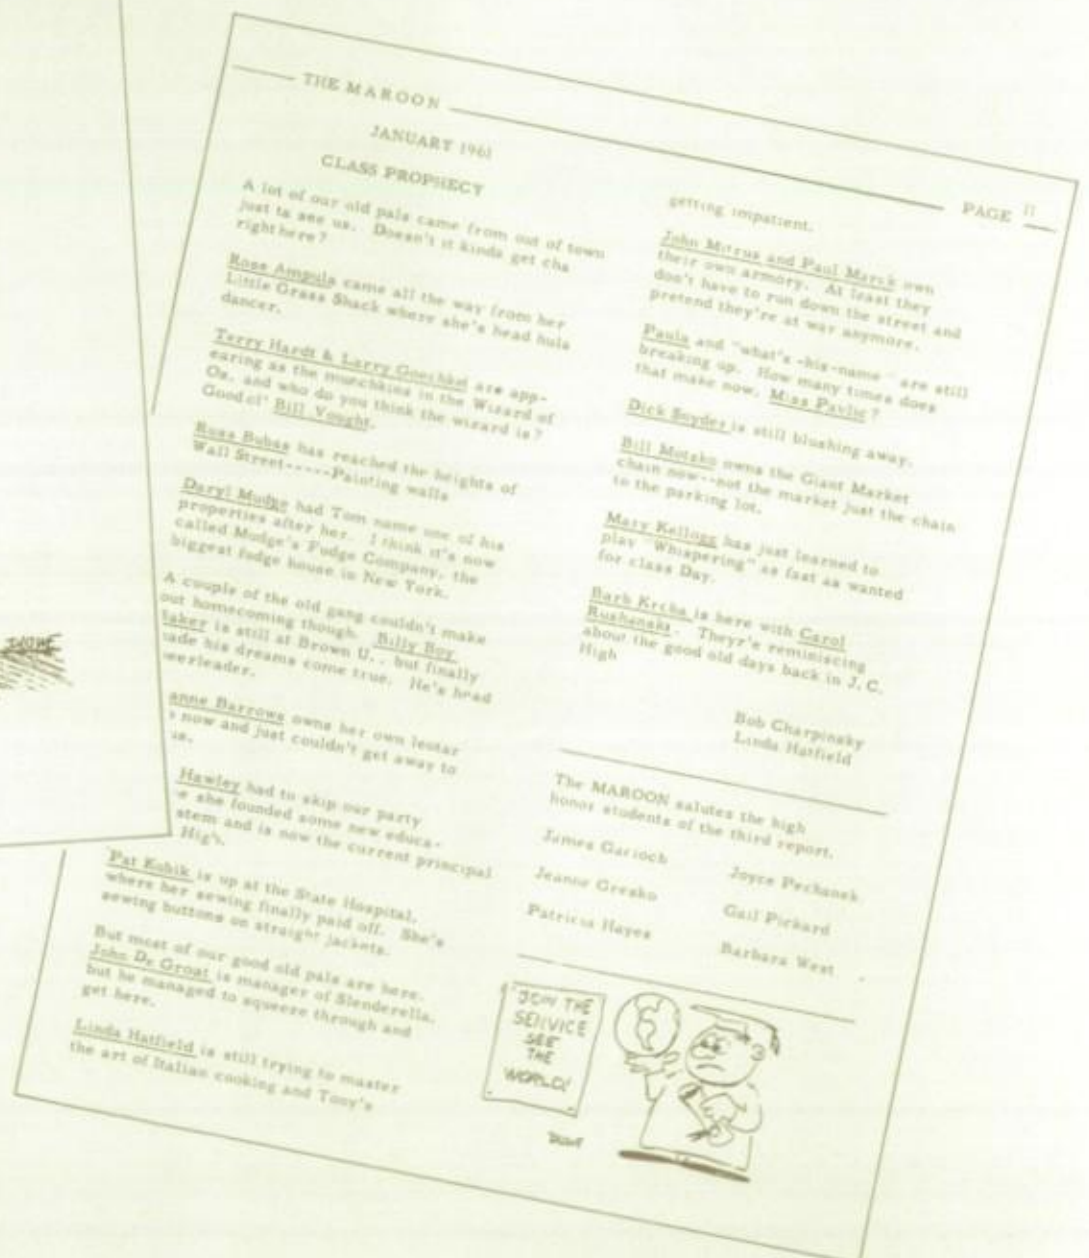 THE MAROON
PAGE 11
JANUARY 1961
CLASS PROPHECY
A lot of our old pals came from out of town
just ta see us. Doesn't it kinda get cha
right here?
Rose Ampula came all the way from her
Little Grass Shack where she's head hula
dancer.
Terry Hardt & Larry Goechkel are app-
earing as the munchkins in the Wizard of
Oz, and who do you think the wizard is?
Good ol' Bill Vought.
Russ Bubas has reached the heights of
Wall Street-----Painting walls
Daryl Mudge had Tom name one of his
properties after her. I think it's now
called Mudge's Fudge Company, the
biggest fudge house in New York.
A couple of the old gang couldn't make
out homecoming though. Billy Boy
is still at Brown U., but finally
his dreams come true. He's head
anne Barrows owns her own
now and just couldn't get away to
us.
Hawley had to skip our party
she founded some new educa-
stem and is now the current principal
High.
Pat Kubik is up at the State Hospital,
where her sewing finally paid off. She's
sewing buttons on straight jackets.
But most of our good old pals are here.
John De Groat is manager of Slenderella,
but he managed to squeeze through and
get here.
Linda Hatfield is still trying to master
the art of Italian cooking and Tony's
getting impatient.
John Mitrus and Paul Marck own
their own armory. At least they
don't have to run down the street and
pretend they're at war anymore.
Paula and "what's -his-name" are still
breaking up. How many times does
that make now, Miss Pavlic?
Dick Snyder is still blushing away.
Bill Motzko owns the Giant Market
chain now--not the market just the chain
to the parking lot.
Mary Kellogg has just learned to
play "Whispering" as fast as wanted
for class Day.
Barb Krcha is here with Carol
Rushanski. Theyr're reminiscing
about the good old days back in J. C.
High
Bob Charpinsky
Linda Hatfield
The MAROON salutes the high
honor students of the third report.
James Garioch
Joyce Pechanek
Jeanne Gresko
Gail Pickard
Patricia Hayes
Barbara West
JOIN THE
SERVICE
SEE
THE
WORLD!